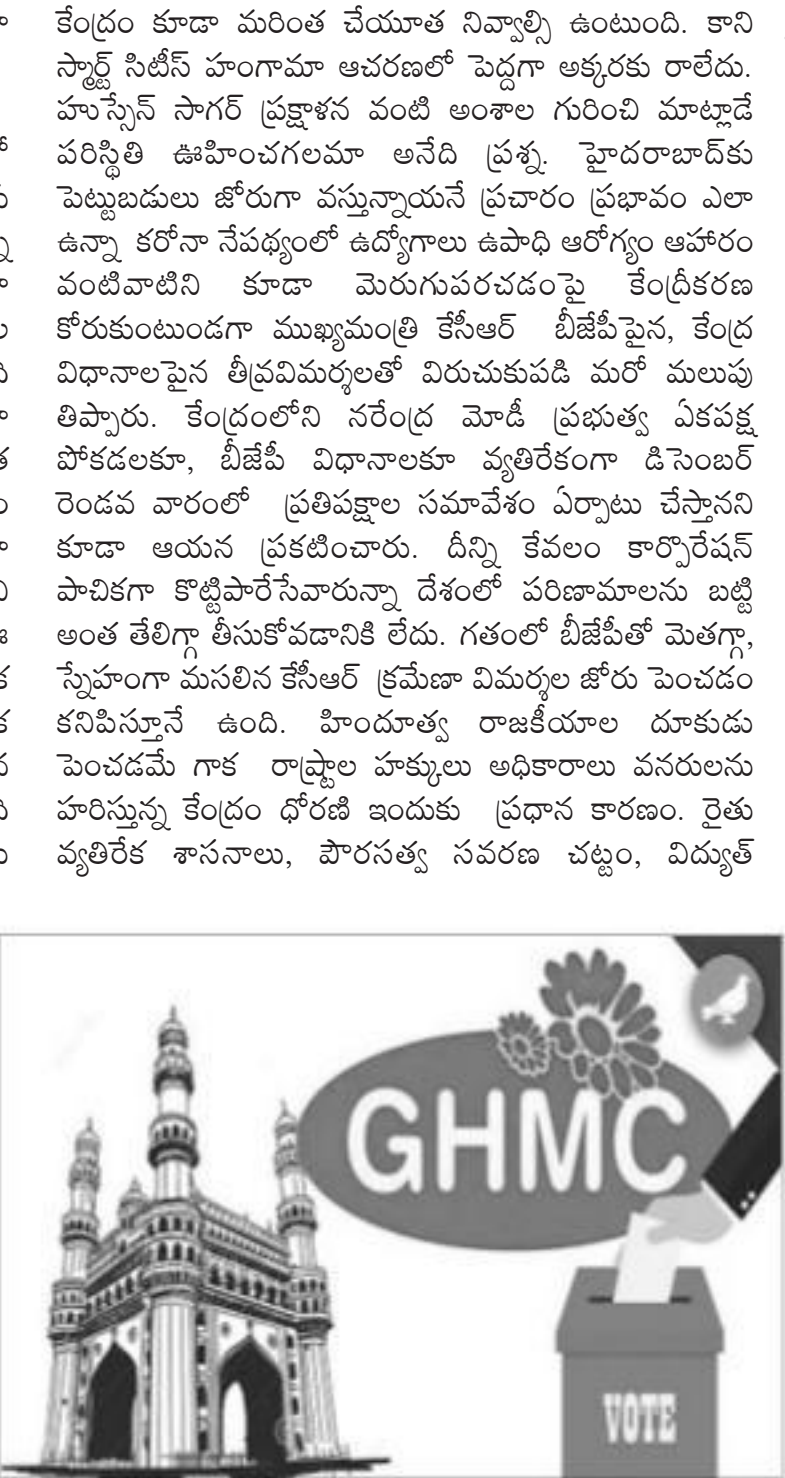 కేంద్రం కూడా మరింత చేయూత నివ్వాల్సి ఉంటుంది. కాని
స్మార్ట్ సిటీస్ హంగామా ఆచరణలో పెద్దగా అక్కరకు రాలేదు.
హుస్సేన్ సాగర్ ప్రక్షాళన వంటి అంశాల గురించి మాట్లాడే
పరిస్థితి ఊహించగలమా అనేది ప్రశ్న. హైదరాబాద్‌కు
పెట్టుబడులు జోరుగా వస్తున్నాయనే ప్రచారం ప్రభావం ఎలా
ఉన్నా కరోనా నేపథ్యంలో ఉద్యోగాలు ఉపాధి ఆరోగ్యం ఆహారం
వంటివాటిని కూడా మెరుగుపరచడంపై కేంద్రీకరణ
కోరుకుంటుండగా ముఖ్యమంత్రి కేసీఆర్ బీజేపీపైన, కేంద్ర
విధానాలపైన తీవ్రవిమర్శలతో విరుచుకుపడి మరో మలుపు
తిప్పారు. కేంద్రంలోని నరేంద్ర మోడీ ప్రభుత్వ ఏకపక్ష
పోకడలకూ, బీజేపీ విధానాలకూ వ్యతిరేకంగా డిసెంబర్
రెండవ వారంలో ప్రతిపక్షాల సమావేశం ఏర్పాటు చేస్తానని
కూడా ఆయన ప్రకటించారు. దీన్ని కేవలం కార్పొరేషన్
పాచికగా కొట్టిపారేసేవారున్నా దేశంలో పరిణామాలను బట్టి
అంత తేలిగ్గా తీసుకోవడానికి లేదు. గతంలో బీజేపీతో మెతగ్గా,
స్నేహంగా మసలిన కేసీఆర్ క్రమేణా విమర్శల జోరు పెంచడం
కనిపిస్తూనే ఉంది. హిందూత్వ రాజకీయాల దూకుడు
పెంచడమే గాక రాష్ట్రాల హక్కులు అధికారాలు వనరులను
హరిస్తున్న కేంద్రం ధోరణి ఇందుకు ప్రధాన కారణం. రైతు
వ్యతిరేక శాసనాలు, పౌరసత్వ సవరణ చట్టం, విద్యుత్
GHMC
VOTE